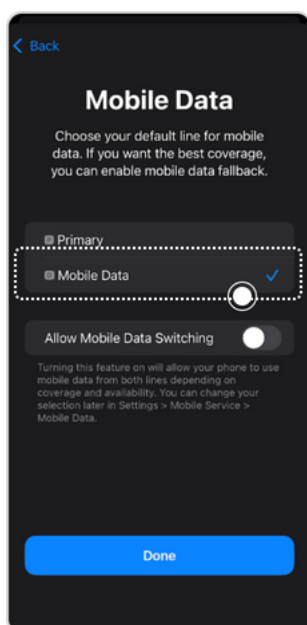 Back
Mobile Data
Choose your default line for mobile
data. If you want the best coverage,
you can enable mobile data fallback.
Primary
Mobile Data
Allow Mobile Data Switching
Turning this feature on will allow your phone to use
mobile data from both lines depending on
coverage and availability. You can change your
selection later in Settings > Mobile Service >
Mobile Data.
Done